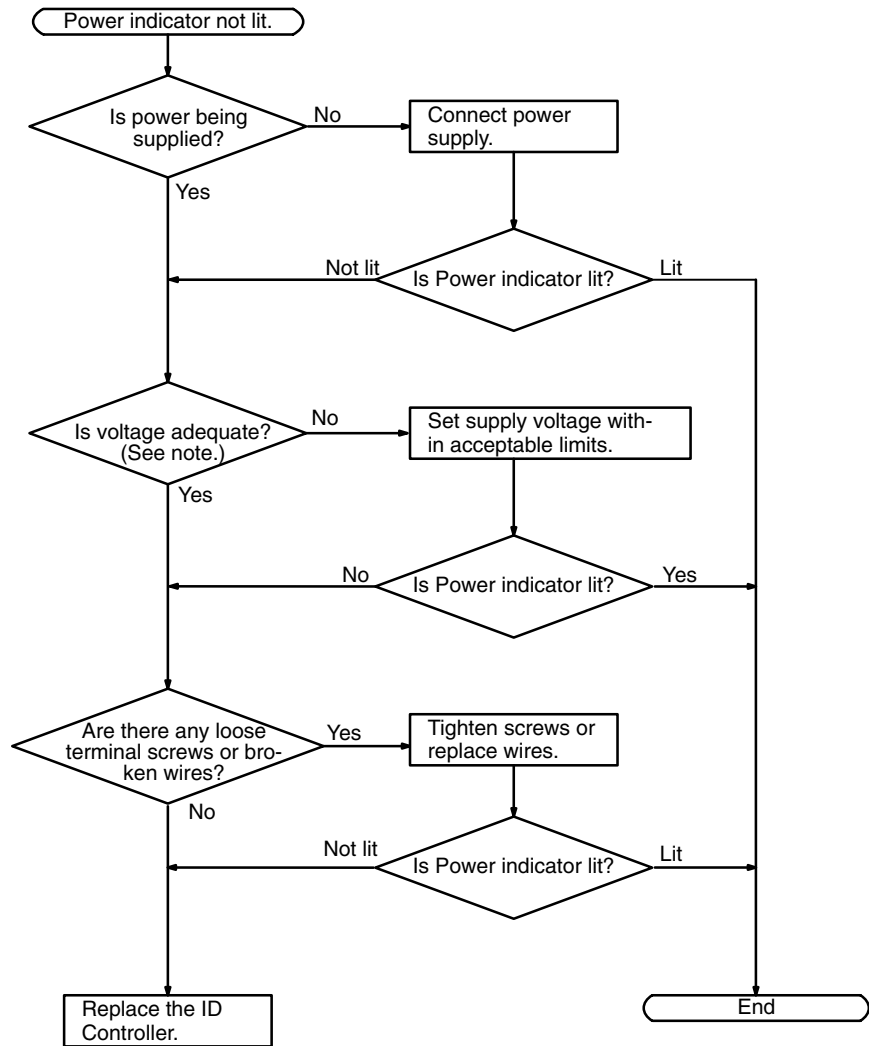 Power indicator not lit.
Is power being
supplied?
No
Connect power
supply.
Yes
Not lit
Is Power indicator lit?
Lit
Is voltage adequate?
(See note.)
No
Set supply voltage with-
in acceptable limits.
Yes
No
Is Power indicator lit?
Yes
Are there any loose
terminal screws or bro-
ken wires?
Yes
Tighten screws or
replace wires.
No
Not lit
Is Power indicator lit?
Lit
Replace the ID
Controller.
End